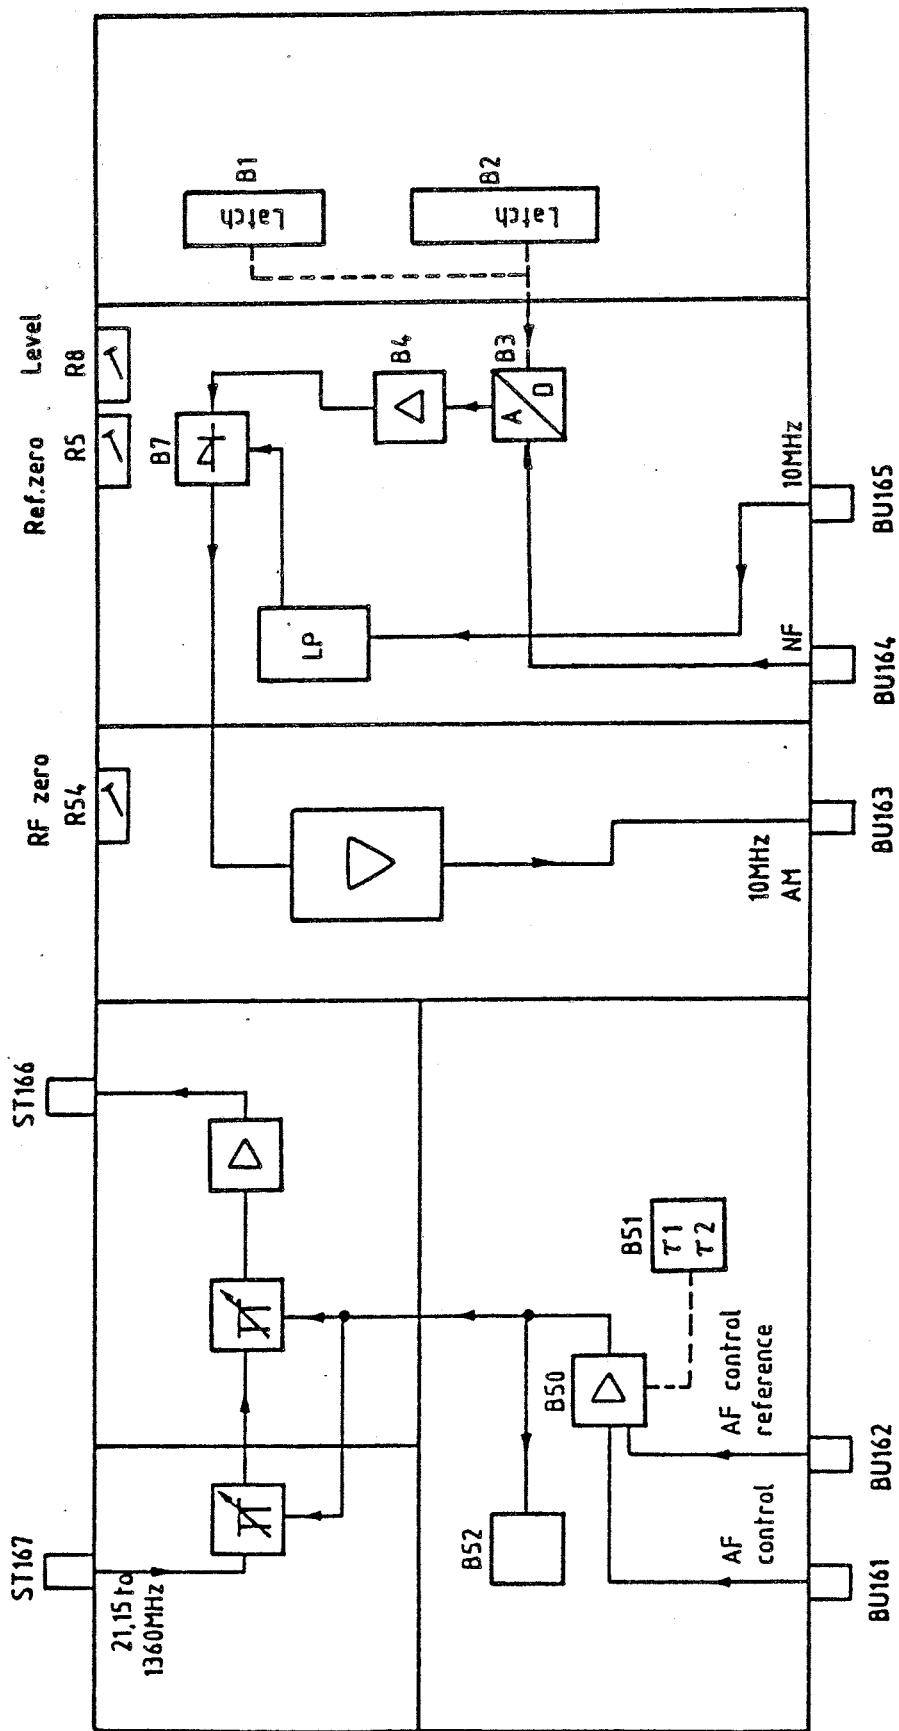 ST167
21,15 to
1360MHz
ST166
RF zero
R54
Ref.zero
R5
Level
R8
B7
B1
Latch
B4
B2
Latch
B3
A
D
LP
B52
B50
B51
τ1
τ2
AF
control
AF control
reference
10MHz
AM
NF
10MHz
BU161
BU162
BU163
BU164
BU165